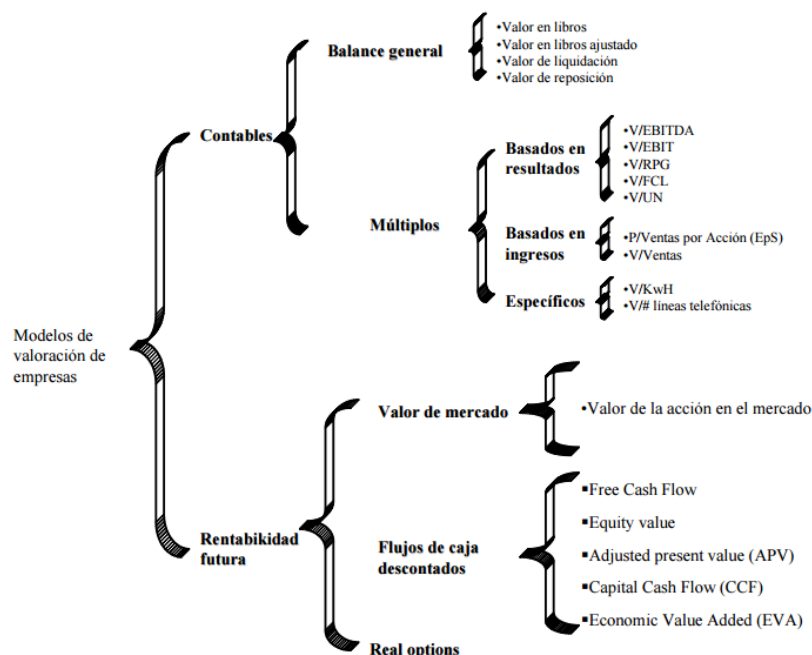 Modelos de
valoración de
empresas
Contables
Balance general
•Valor en libros
•Valor en libros ajustado
•Valor de liquidación
•Valor de reposición
Múltiplos
Basados en
resultados
•V/EBITDA
•V/EBIT
•V/RPG
•V/FCL
•V/UN
Basados en
ingresos
•P/Ventas por Acción (EpS)
•V/Ventas
Específicos
•V/KwH
•V/# líneas telefónicas
Rentabikidad
futura
Valor de mercado
•Valor de la acción en el mercado
Flujos de caja
descontados
▪Free Cash Flow
▪Equity value
▪Adjusted present value (APV)
▪Capital Cash Flow (CCF)
▪Economic Value Added (EVA)
Real options